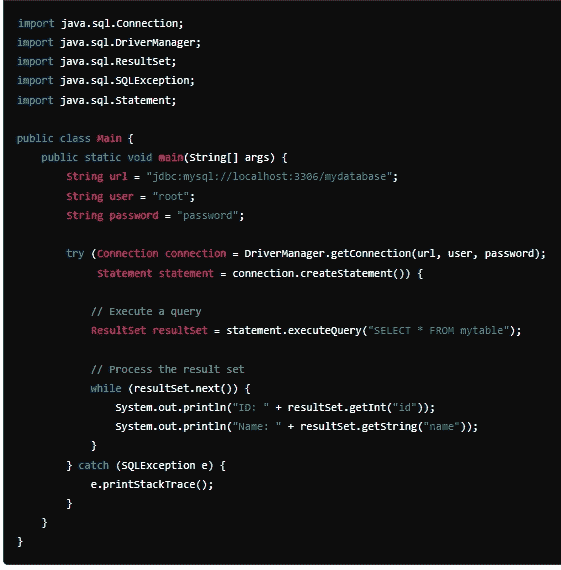 import java.sql.Connection;
import java.sql.DriverManager;
import java.sql.ResultSet;
import java.sql.SQLException;
import java.sql.Statement;

public class Main {
    public static void main(String[] args) {
        String url = "jdbc:mysql://localhost:3306/mydatabase";
        String user = "root";
        String password = "password";

        try (Connection connection = DriverManager.getConnection(url, user, password);
             Statement statement = connection.createStatement()) {

            // Execute a query
            ResultSet resultSet = statement.executeQuery("SELECT * FROM mytable");

            // Process the result set
            while (resultSet.next()) {
                System.out.println("ID: " + resultSet.getInt("id"));
                System.out.println("Name: " + resultSet.getString("name"));
            }
        } catch (SQLException e) {
            e.printStackTrace();
        }
    }
}